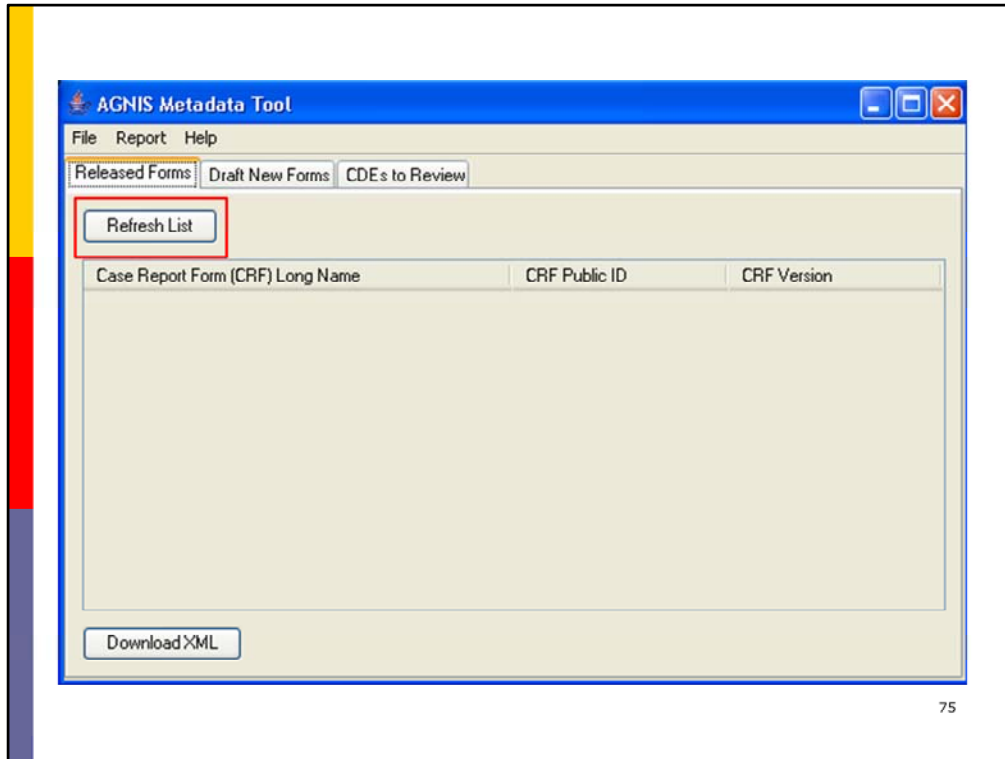 AGNIS Metadata Tool
File Report Help
Released Forms Draft New Forms CDEs to Review
Refresh List
Case Report Form (CRF) Long Name CRF Public ID CRF Version
Download XML
75